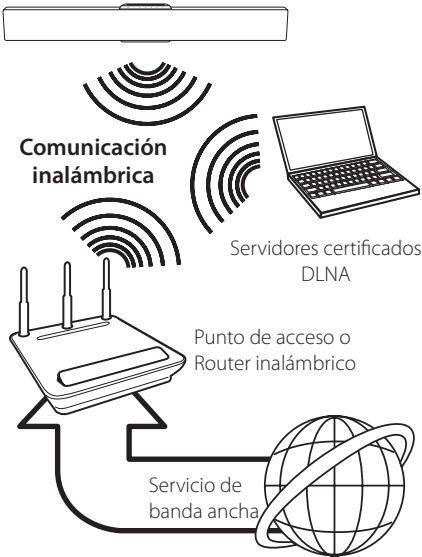 Comunicación
inalámbrica
Servidores certificados
DLNA
Punto de acceso o
Router inalámbrico
Servicio de
banda ancha